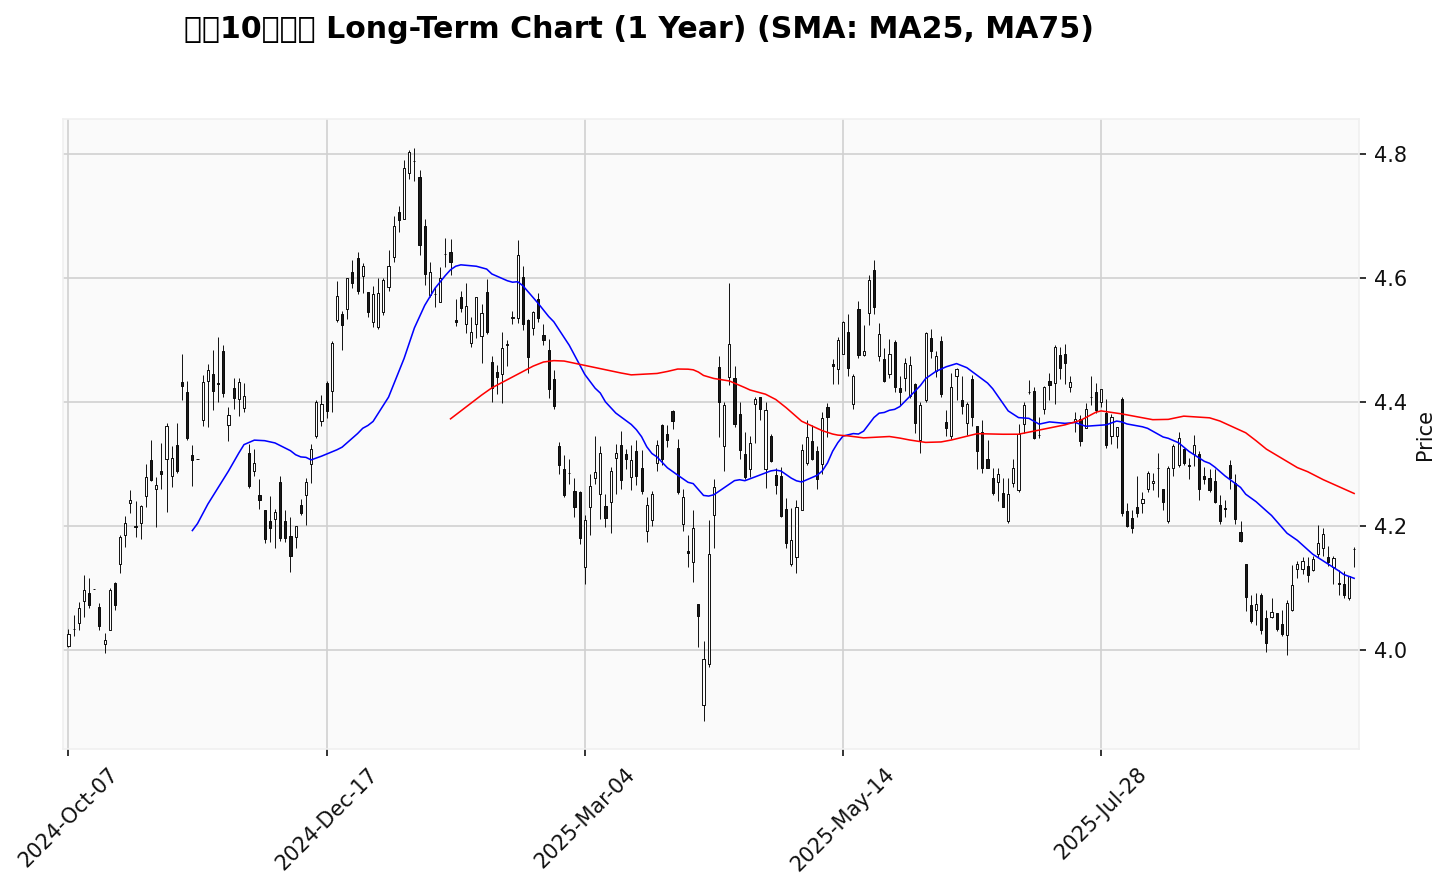 10 Long-Term Chart (1 Year) (SMA: MA25, MA75)
4.8
4.6
4.4
4.2
4.0
Price
2024-Oct-07
2024-Dec-17
2025-Mar-04
2025-May-14
2025-Jul-28